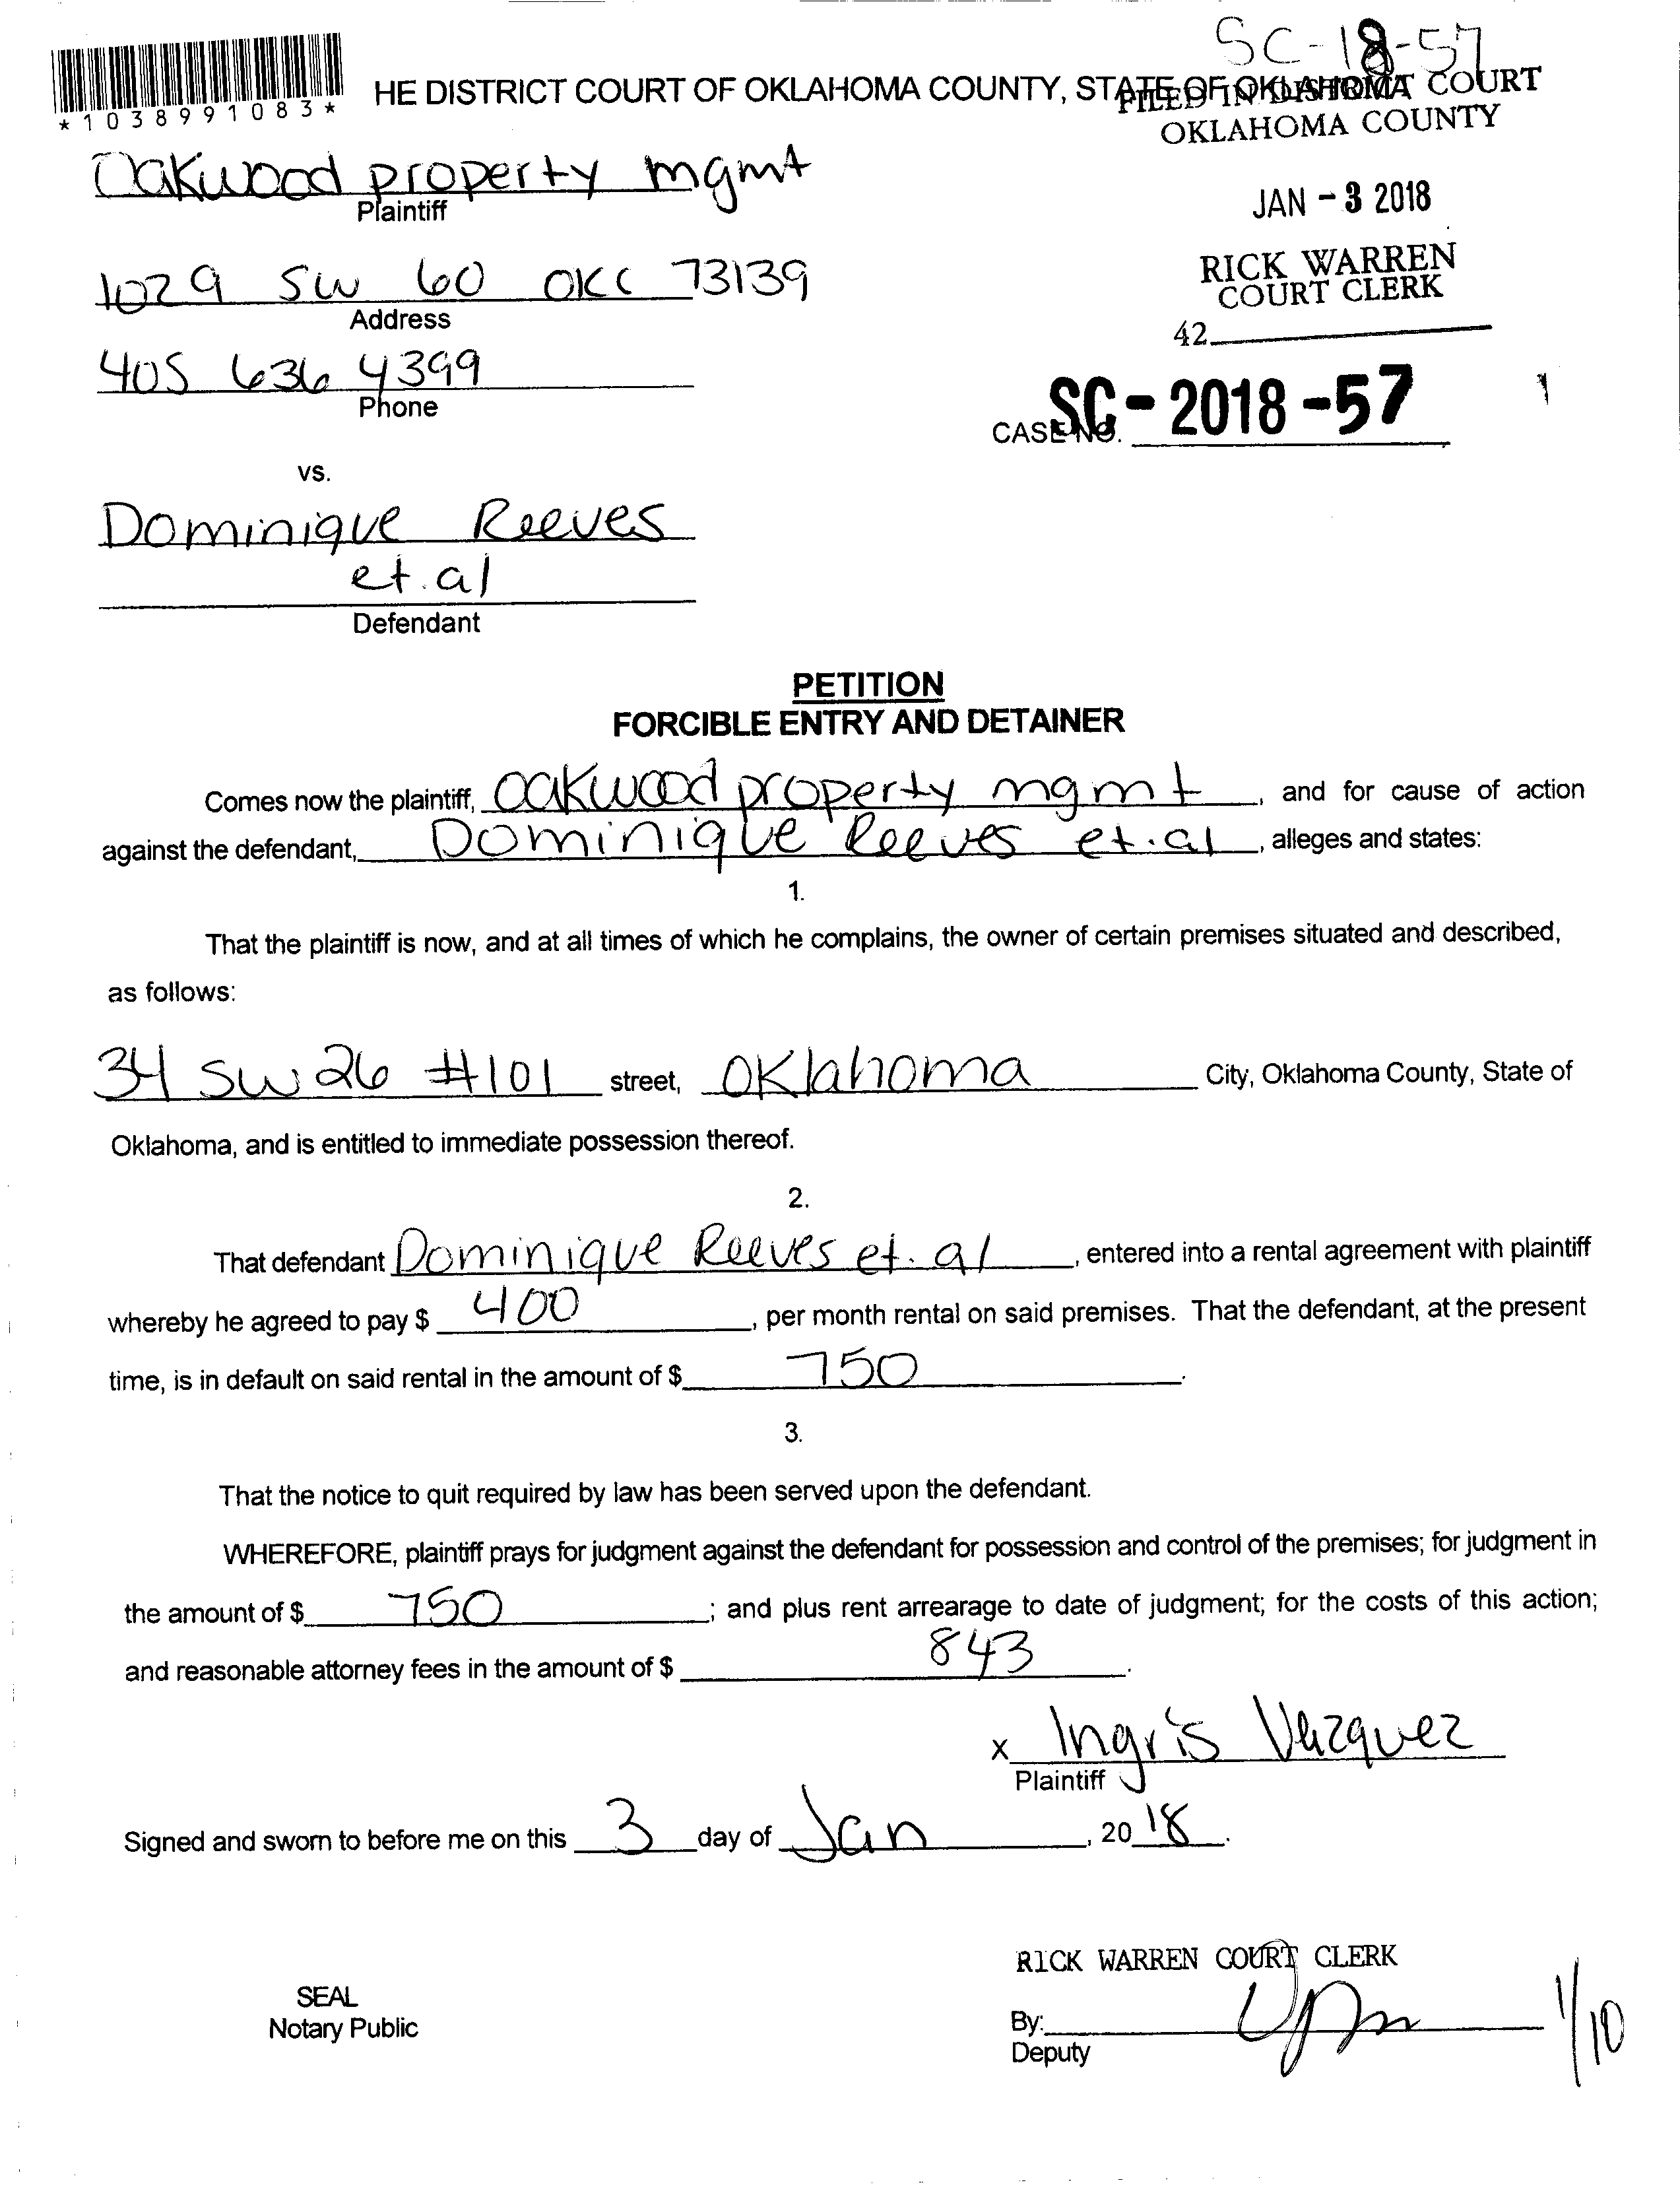 SC-18-57
HE DISTRICT COURT OF OKLAHOMA COUNTY, STATE OF OKLAHOMA
FILED IN DISTRICT COURT
OKLAHOMA COUNTY
*1038991083*
Oakwood property mgmt
Plaintiff
JAN - 3 2018
1029 SW 60 OKC 73139
Address
RICK WARREN
COURT CLERK
42
405 636 4399
Phone
CASE NO. SC-2018-57
vs.
Dominique Reeves
et.al
Defendant
PETITION
FORCIBLE ENTRY AND DETAINER
Comes now the plaintiff, Oakwood property mgmt, and for cause of action
against the defendant, Dominique Reeves et.al, alleges and states:
1.
That the plaintiff is now, and at all times of which he complains, the owner of certain premises situated and described,
as follows:
34 SW 26 #101 street, Oklahoma City, Oklahoma County, State of
Oklahoma, and is entitled to immediate possession thereof.
2.
That defendant Dominique Reeves et. al, entered into a rental agreement with plaintiff
whereby he agreed to pay $ 400, per month rental on said premises. That the defendant, at the present
time, is in default on said rental in the amount of $ 750.
3.
That the notice to quit required by law has been served upon the defendant.
WHEREFORE, plaintiff prays for judgment against the defendant for possession and control of the premises; for judgment in
the amount of $ 750; and plus rent arrearage to date of judgment; for the costs of this action;
and reasonable attorney fees in the amount of $ 843.
x Ingris Vazquez
Plaintiff
Signed and sworn to before me on this 3 day of Jan, 2018.
RICK WARREN COURT CLERK
SEAL
Notary Public
By:
Deputy
1/10